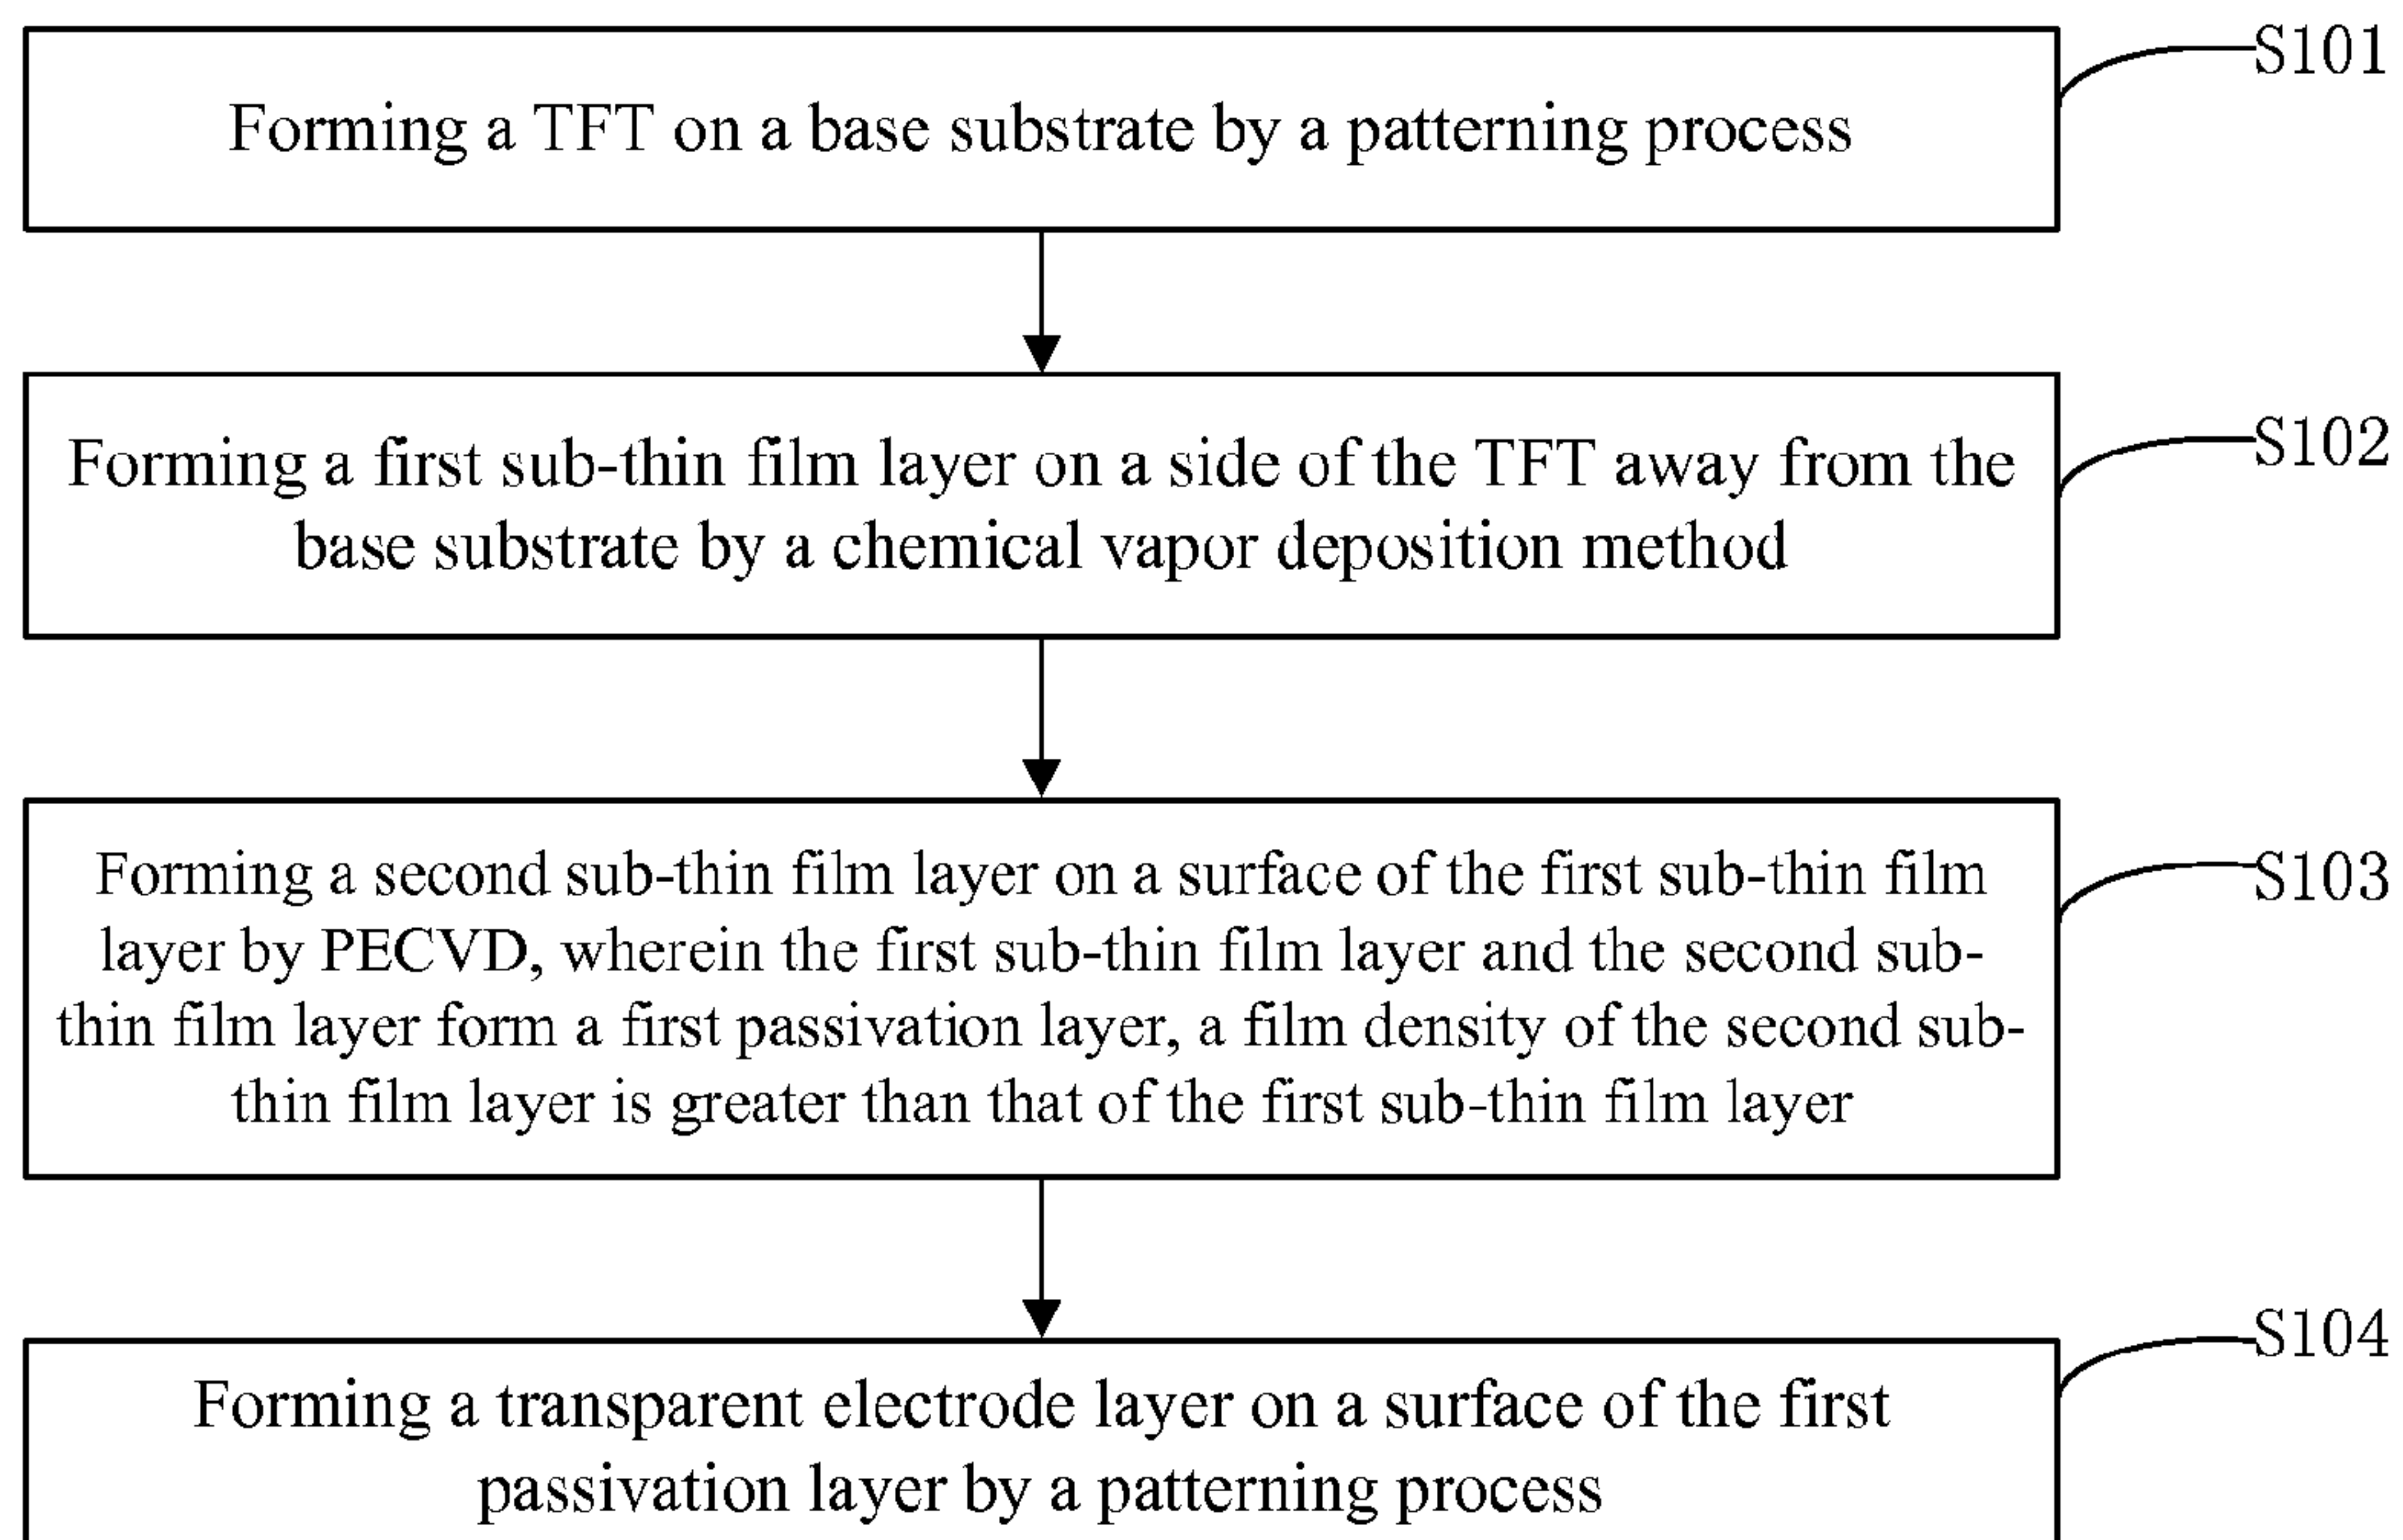 S101
Forming a TFT on a base substrate by a patterning process
S102
Forming a first sub-thin film layer on a side of the TFT away from the
base substrate by a chemical vapor deposition method
S103
Forming a second sub-thin film layer on a surface of the first sub-thin film
layer by PECVD, wherein the first sub-thin film layer and the second sub-
thin film layer form a first passivation layer, a film density of the second sub-
thin film layer is greater than that of the first sub-thin film layer
S104
Forming a transparent electrode layer on a surface of the first
passivation layer by a patterning process